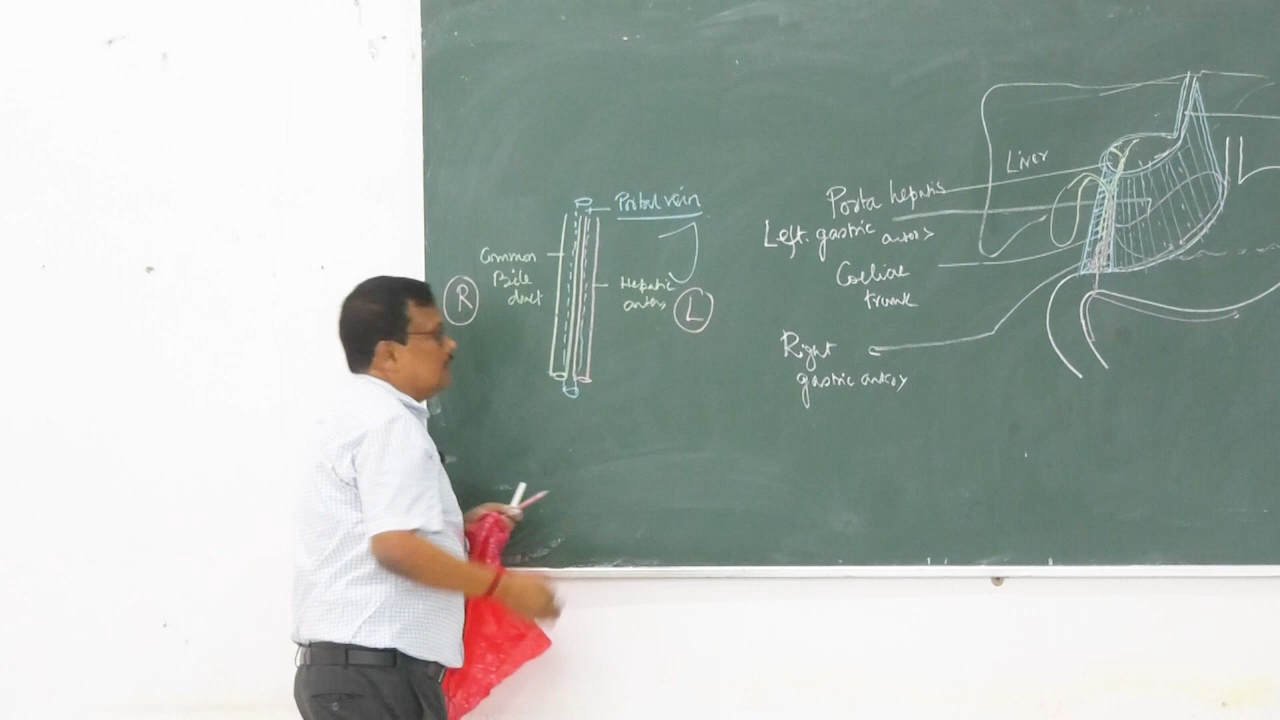 Portal vein
Common
Bile
duct
R
Hepatic
artery
L
Liver
Porta hepatis
Left gastric artery
Coeliac
trunk
Right
gastric artery